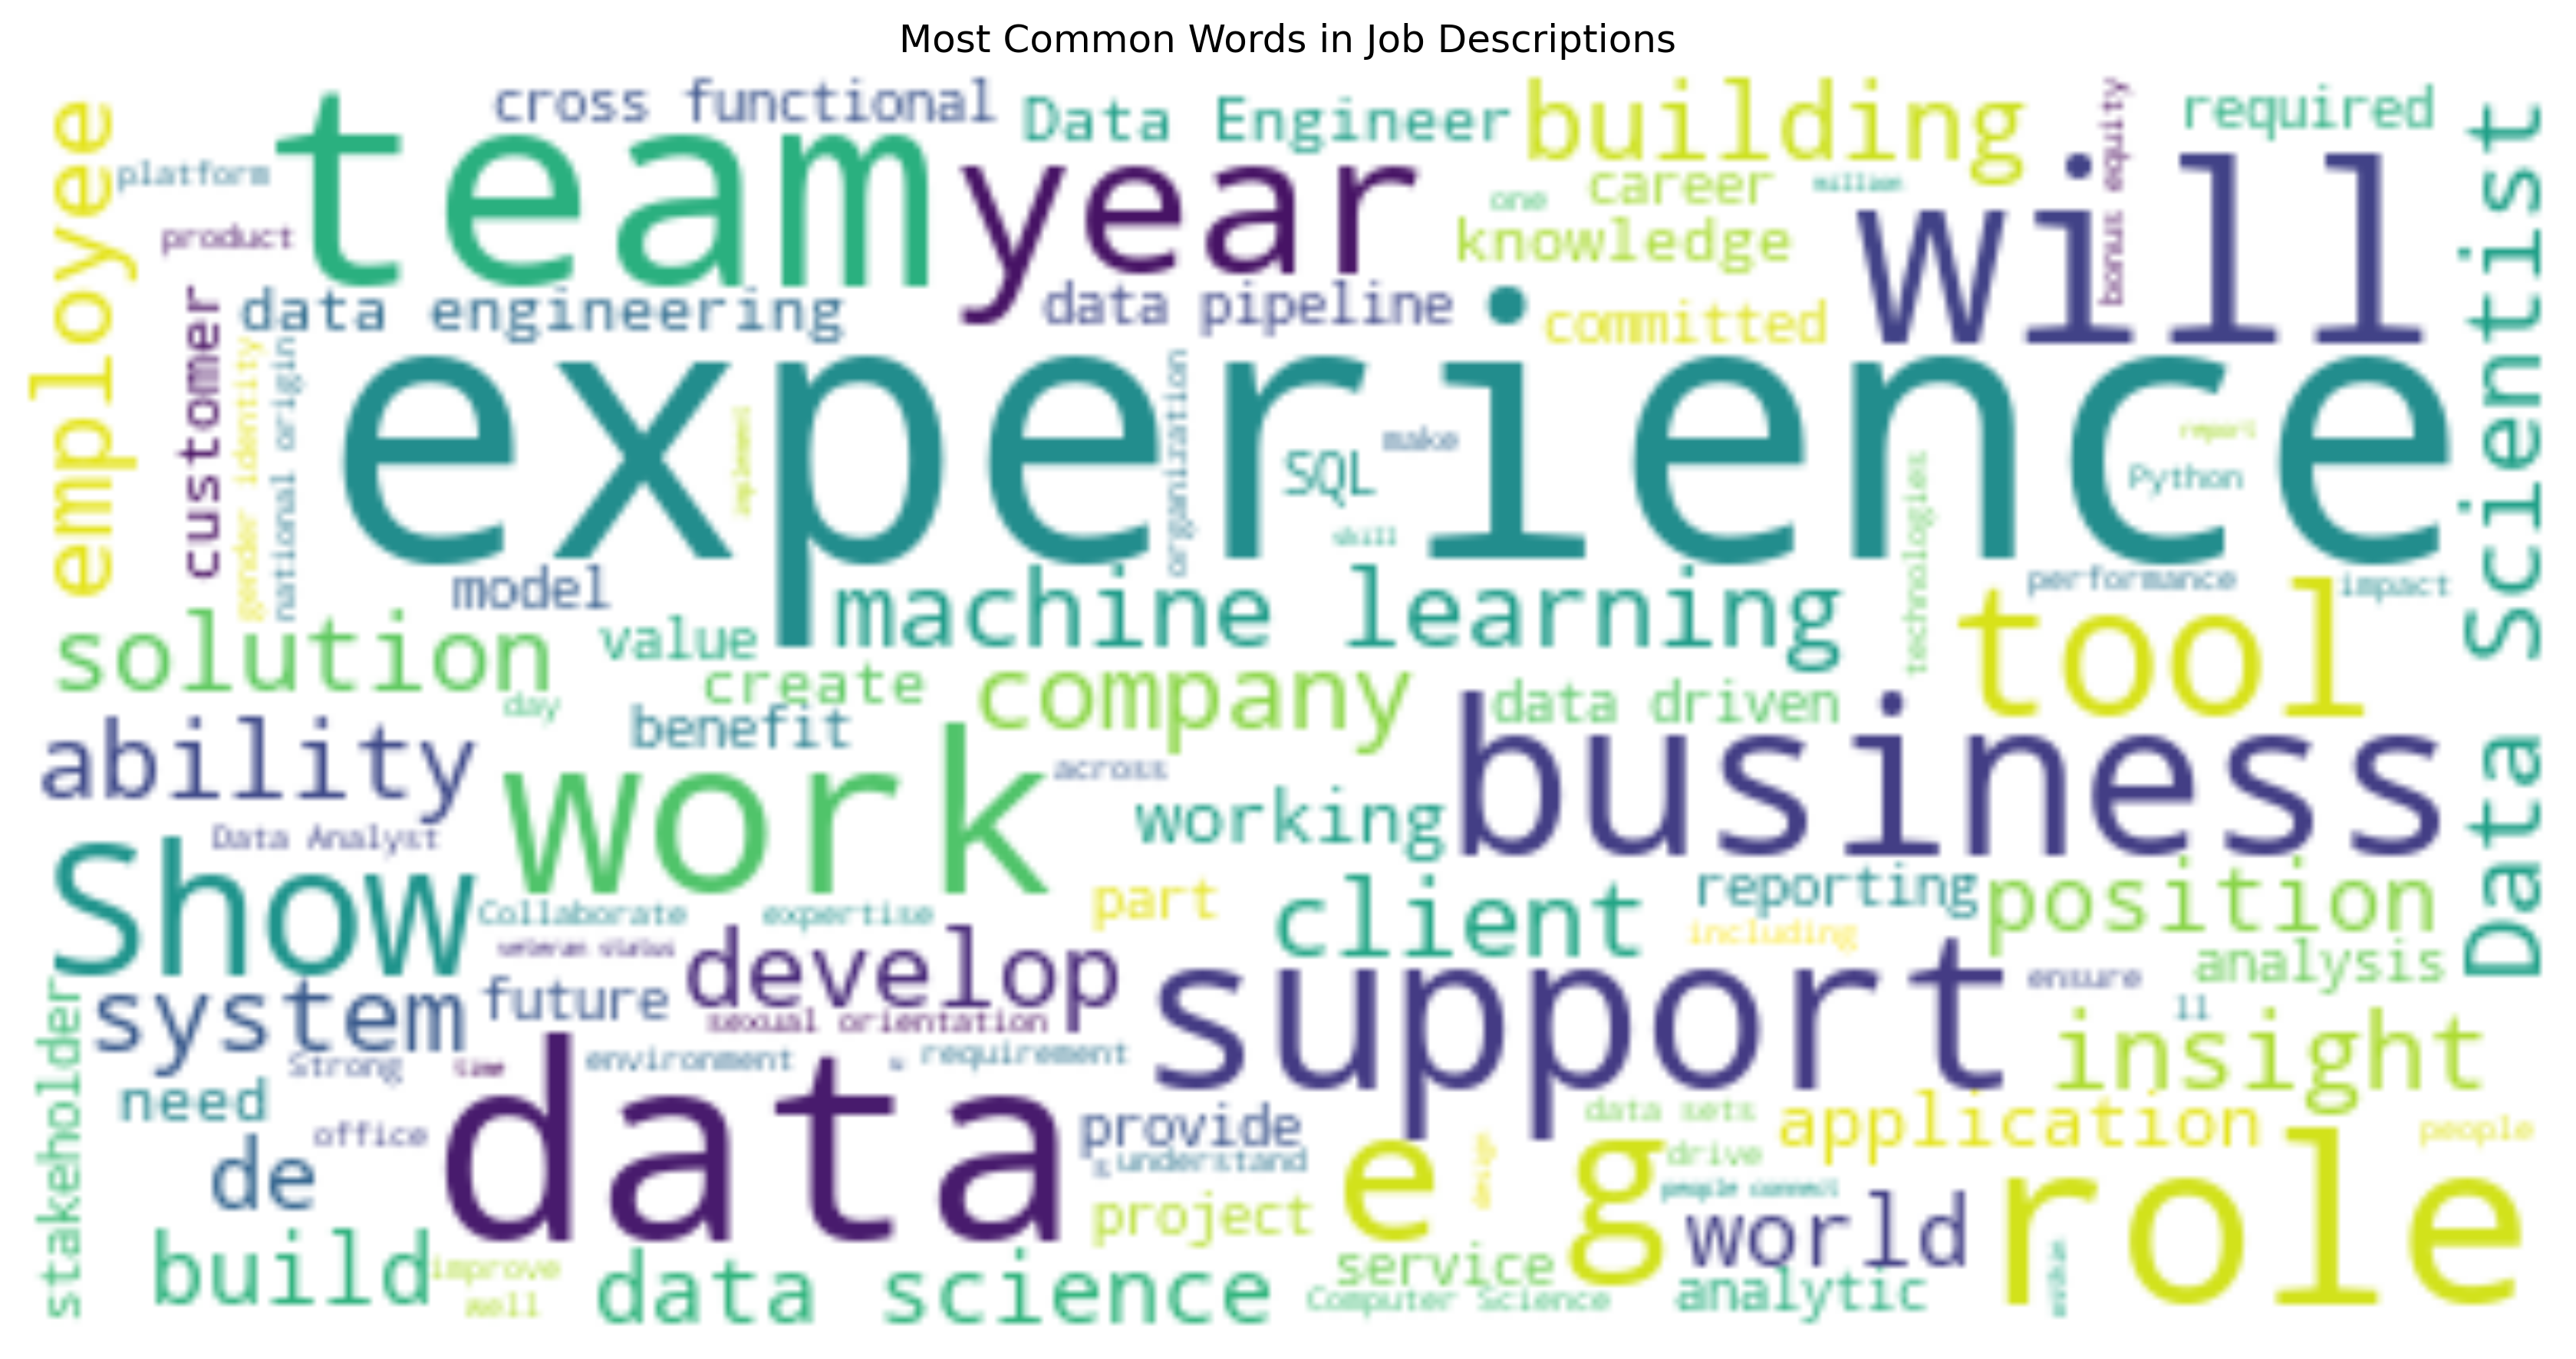 Most Common Words in Job Descriptions
employee
platform
product
team
cross functional
Data Engineer
building
required
bonus equity
Data Scientist
year
one
career
million
knowledge
will
customer
data engineering
data pipeline
committed
gender identity
national origin
experience
organization
SQL
make
skill
technologies
Python
report
model
machine learning
performance
impact
tool
solution
value
create
company
data driven
day
benefit
ability
work
across
working
business
Data Analyst
Show
Collaborate
expertise
part
client
reporting
position
veteran status
including
analysis
develop
support
ensure
system
future
sexual orientation
ll
insight
stakeholder
Strong
time
environment
requirement
need
data
provide
data sets
application
people
office
de
understand
e g
drive
design
people connect
role
project
world
build
improve
well
data science
service
Computer Science
analytic